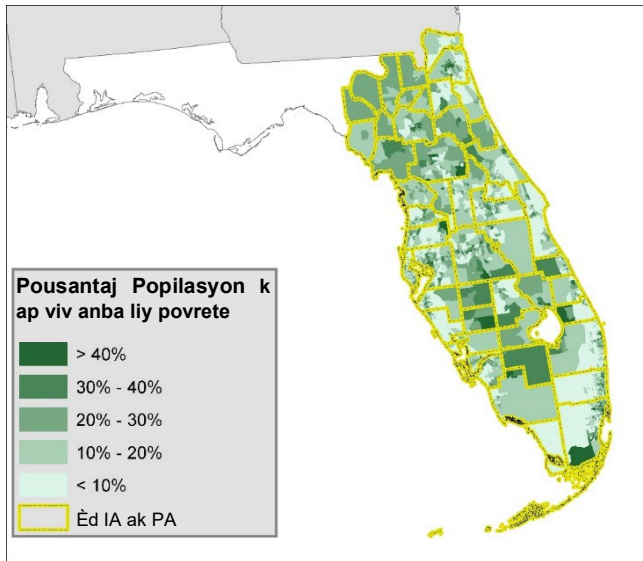 Pousantaj Popilasyon k
ap viv anba liy povrete
> 40%
30% - 40%
20% - 30%
10% - 20%
< 10%
Èd IA ak PA